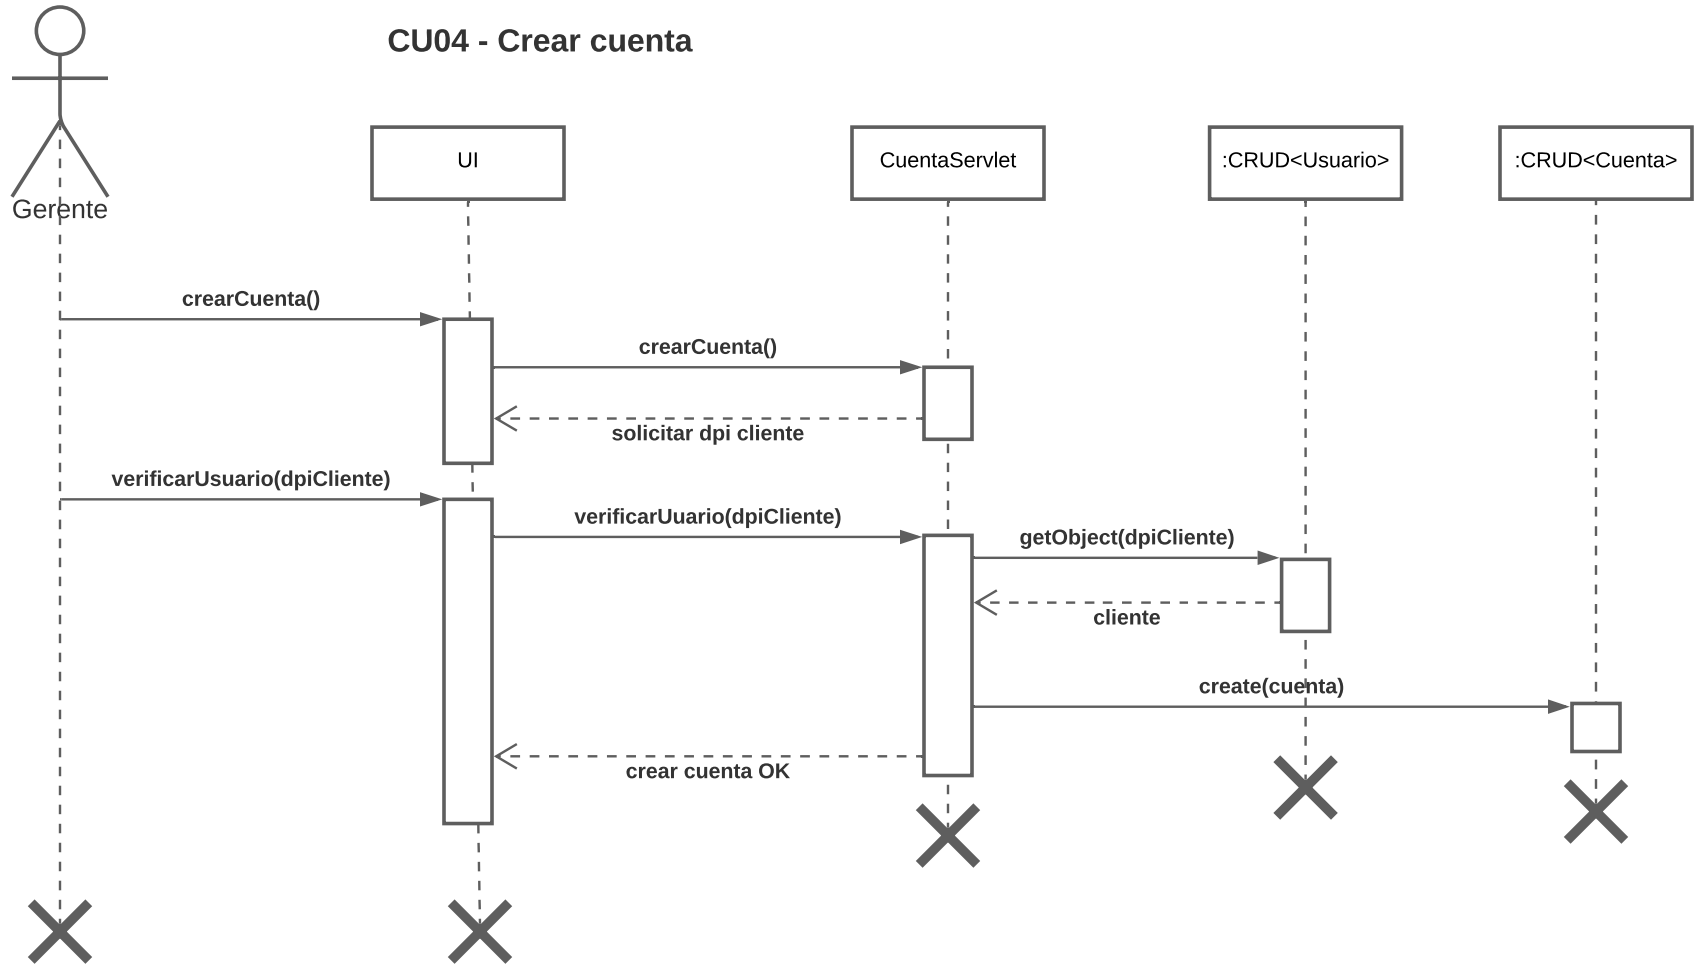 CU04 - Crear cuenta
Gerente
UI
CuentaServlet
:CRUD<Usuario>
:CRUD<Cuenta>
crearCuenta()
crearCuenta()
solicitar dpi cliente
verificarUsuario(dpiCliente)
verificarUuario(dpiCliente)
getObject(dpiCliente)
cliente
create(cuenta)
crear cuenta OK